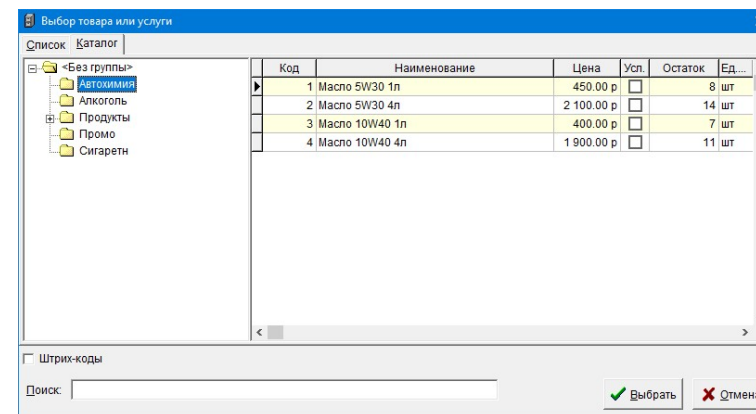 Выбор товара или услуги
Список Каталог
<Без группы>
Автохимия
Алкоголь
Продукты
Промо
Сигаретн
Код Наименование Цена Усл. Остаток Ед....
1 Масло 5W30 1л 450.00 р 8 шт
2 Масло 5W30 4л 2 100.00 р 14 шт
3 Масло 10W40 1л 400.00 р 7 шт
4 Масло 10W40 4л 1 900.00 р 11 шт
Штрих-коды
Поиск:
Выбрать Отмен